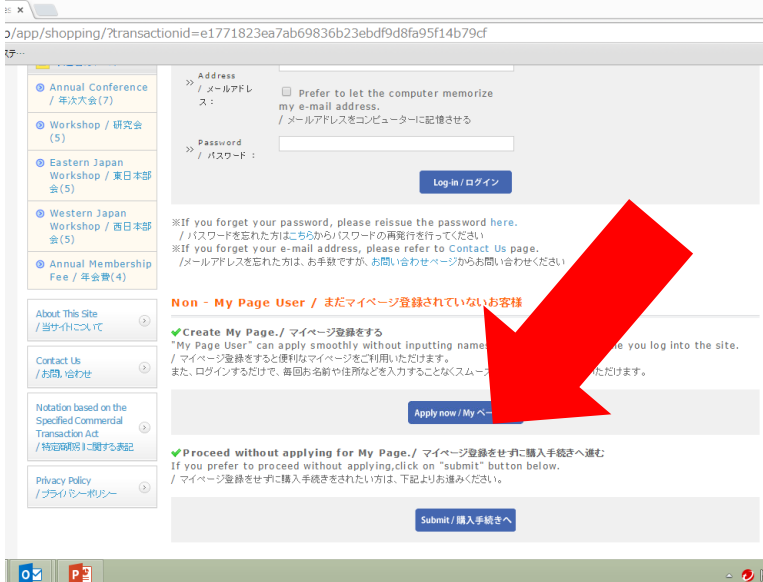 /app/shopping/?transactionid=e1771823ea7ab69836b23ebdf9d8fa95f14b79cf
ステ…
Annual Conference
/ 年次大会(7)
Workshop / 研究会
(5)
Eastern Japan
Workshop / 東日本部
会(5)
Western Japan
Workshop / 西日本部
会(5)
Annual Membership
Fee / 年会費(4)
About This Site
/当サイトについて
Contact Us
/お問い合わせ
Notation based on the
Specified Commercial
Transaction Act
/特定商取引に関する表記
Privacy Policy
/プライバシーポリシー
Address
/ メールアドレ
ス：
Prefer to let the computer memorize
my e-mail address.
/ メールアドレスをコンピューターに記憶させる
Password
/ パスワード：
Log-in / ログイン
※If you forget your password, please reissue the password here.
/ パスワードを忘れた方はこちらからパスワードの再発行を行ってください
※If you forget your e-mail address, please refer to Contact Us page.
/メールアドレスを忘れた方は、お手数ですが、お問い合わせページからお問い合わせください
Non - My Page User / まだマイページ登録されていないお客様
Create My Page./ マイページ登録をする
"My Page User" can apply smoothly without inputting name you log into the site.
/ マイページ登録をすると便利なマイページをご利用いただけます。
また、ログインするだけで、毎回お名前や住所などを入力することなくスムー ただけます。
Apply now / My ペー
Proceed without applying for My Page./ マイページ登録をせずに購入手続きへ進む
If you prefer to proceed without applying,click on "submit" button below.
/ マイページ登録をせずに購入手続きをされたい方は、下記よりお進みください。
Submit / 購入手続きへ